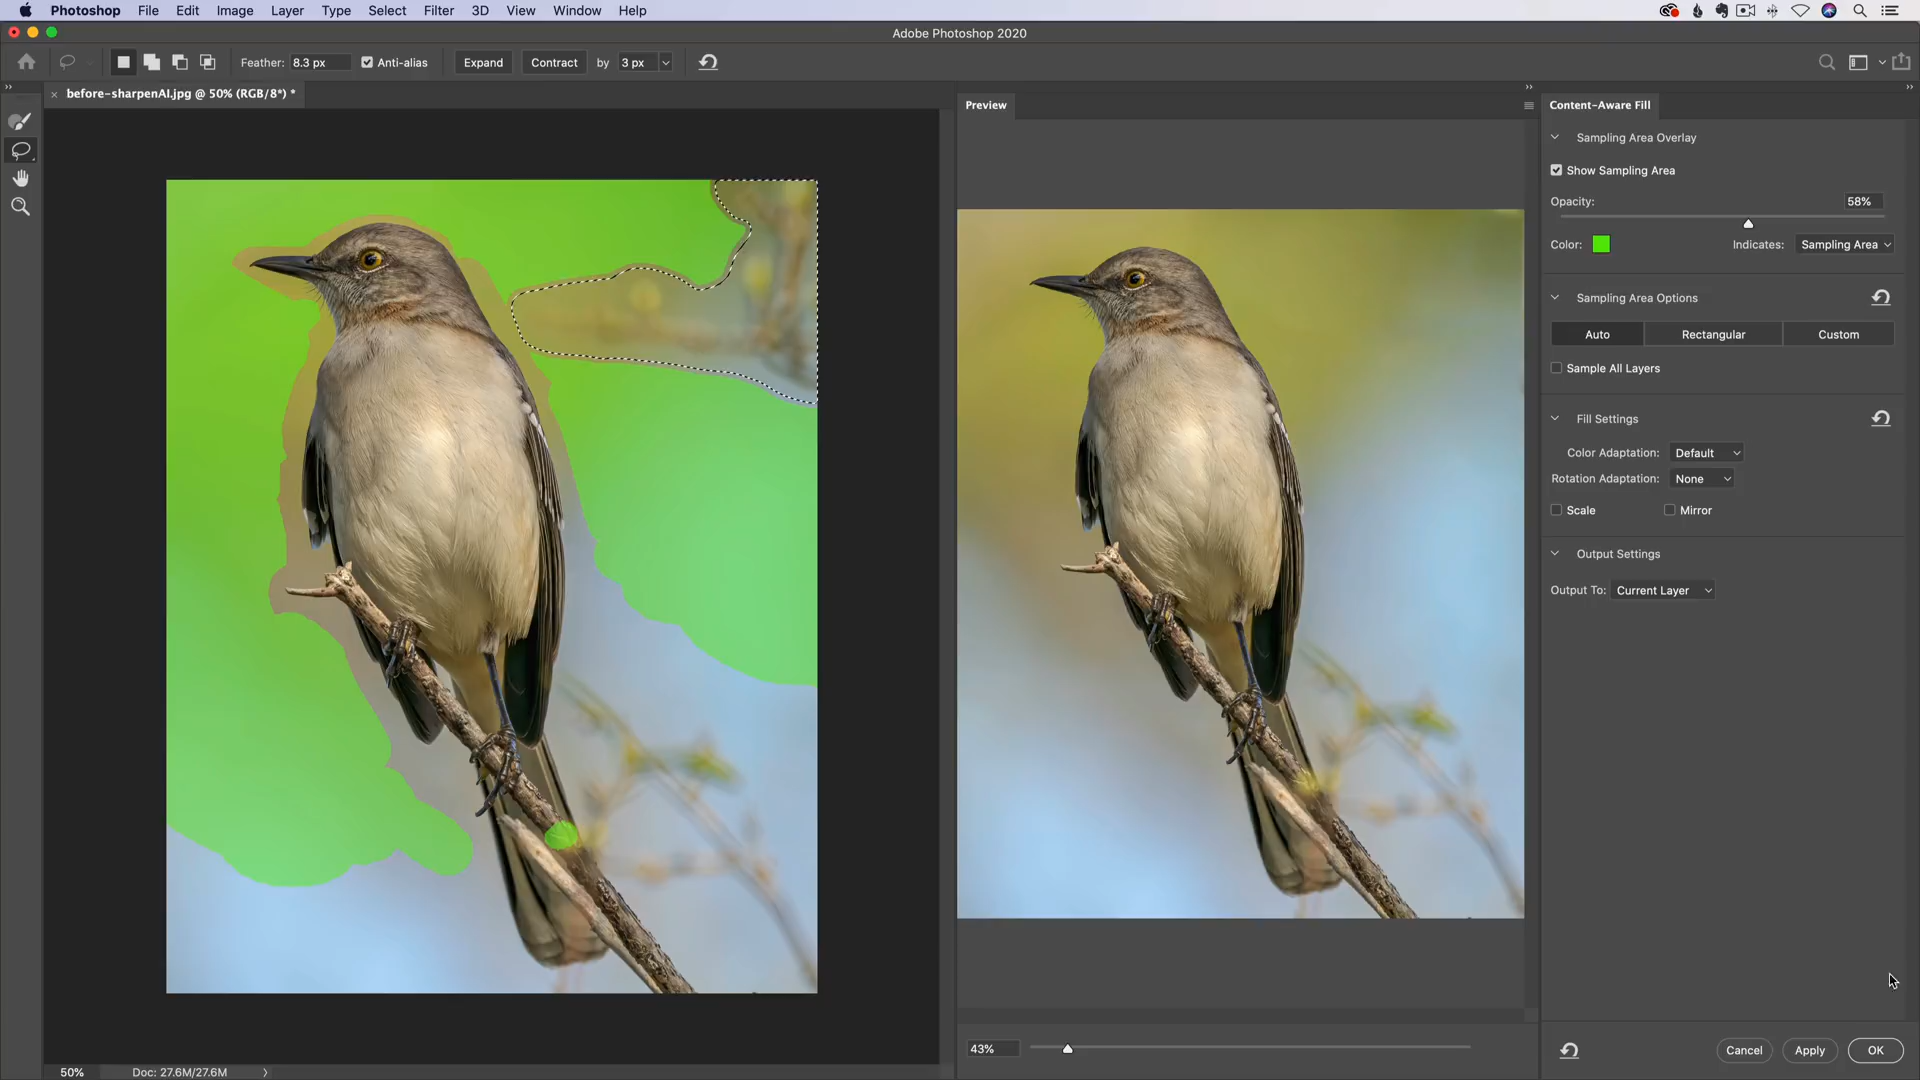 Photoshop File Edit Image Layer Type Select Filter 3D View Window Help
Adobe Photoshop 2020
Feather: 8.3 px Anti-alias Expand Contract by 3 px
before-sharpenAI.jpg @ 50% (RGB/8*) *
Preview
Content-Aware Fill
Sampling Area Overlay
Show Sampling Area
Opacity: 58%
Color: Indicates: Sampling Area
Sampling Area Options
Auto Rectangular Custom
Sample All Layers
Fill Settings
Color Adaptation: Default
Rotation Adaptation: None
Scale Mirror
Output Settings
Output To: Current Layer
43%
Cancel Apply OK
50% Doc: 27.6M/27.6M